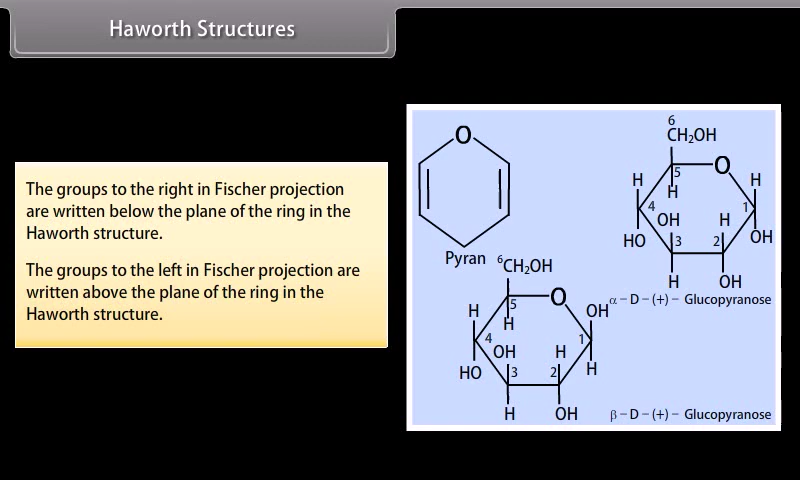 Haworth Structures
The groups to the right in Fischer projection
are written below the plane of the ring in the
Haworth structure.
The groups to the left in Fischer projection are
written above the plane of the ring in the
Haworth structure.
O
Pyran
6
CH₂OH
5
O
H
H
H
4
1
OH
H
HO
3
2
OH
H
OH
α – D – (+) – Glucopyranose
⁶CH₂OH
5
O
H
OH
H
4
1
OH
H
HO
3
2
H
H
OH
β – D – (+) – Glucopyranose